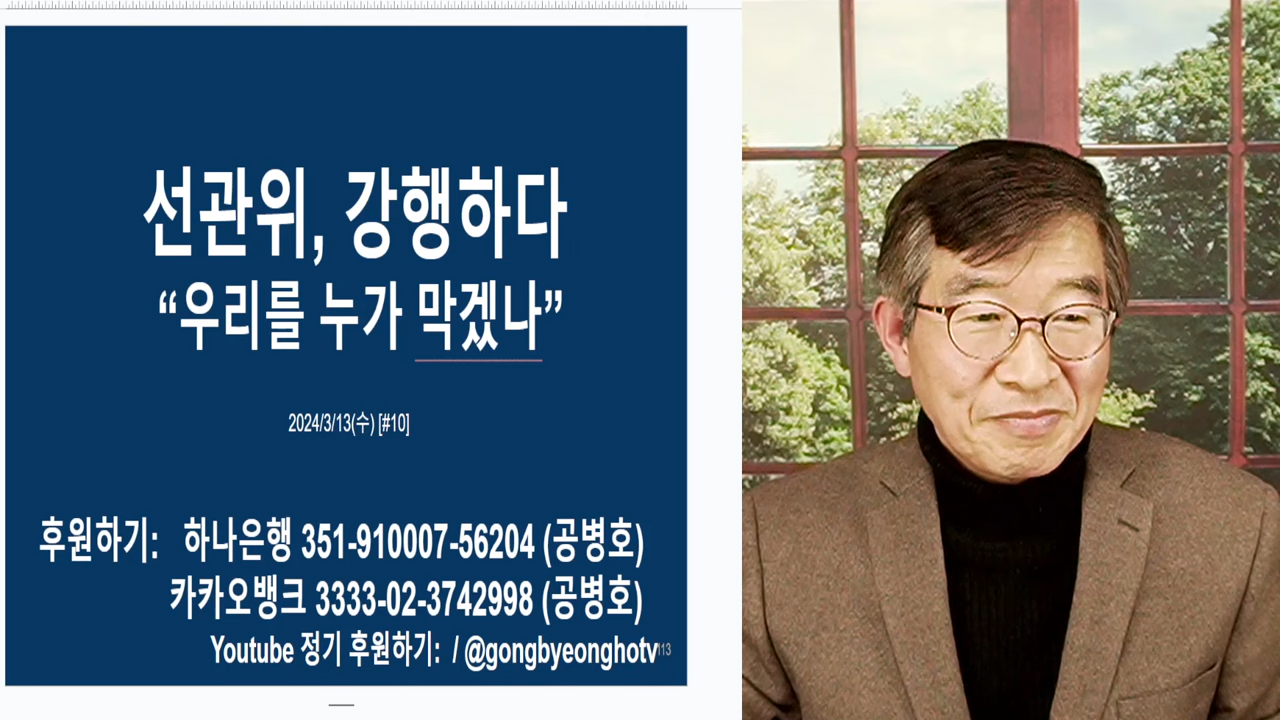 선관위, 강행하다
“우리를 누가 막겠나”
2024/3/13(수) [#10]
후원하기: 하나은행 351-910007-56204 (공병호)
카카오뱅크 3333-02-3742998 (공병호)
Youtube 정기 후원하기: / @gongbyeonghotv
113